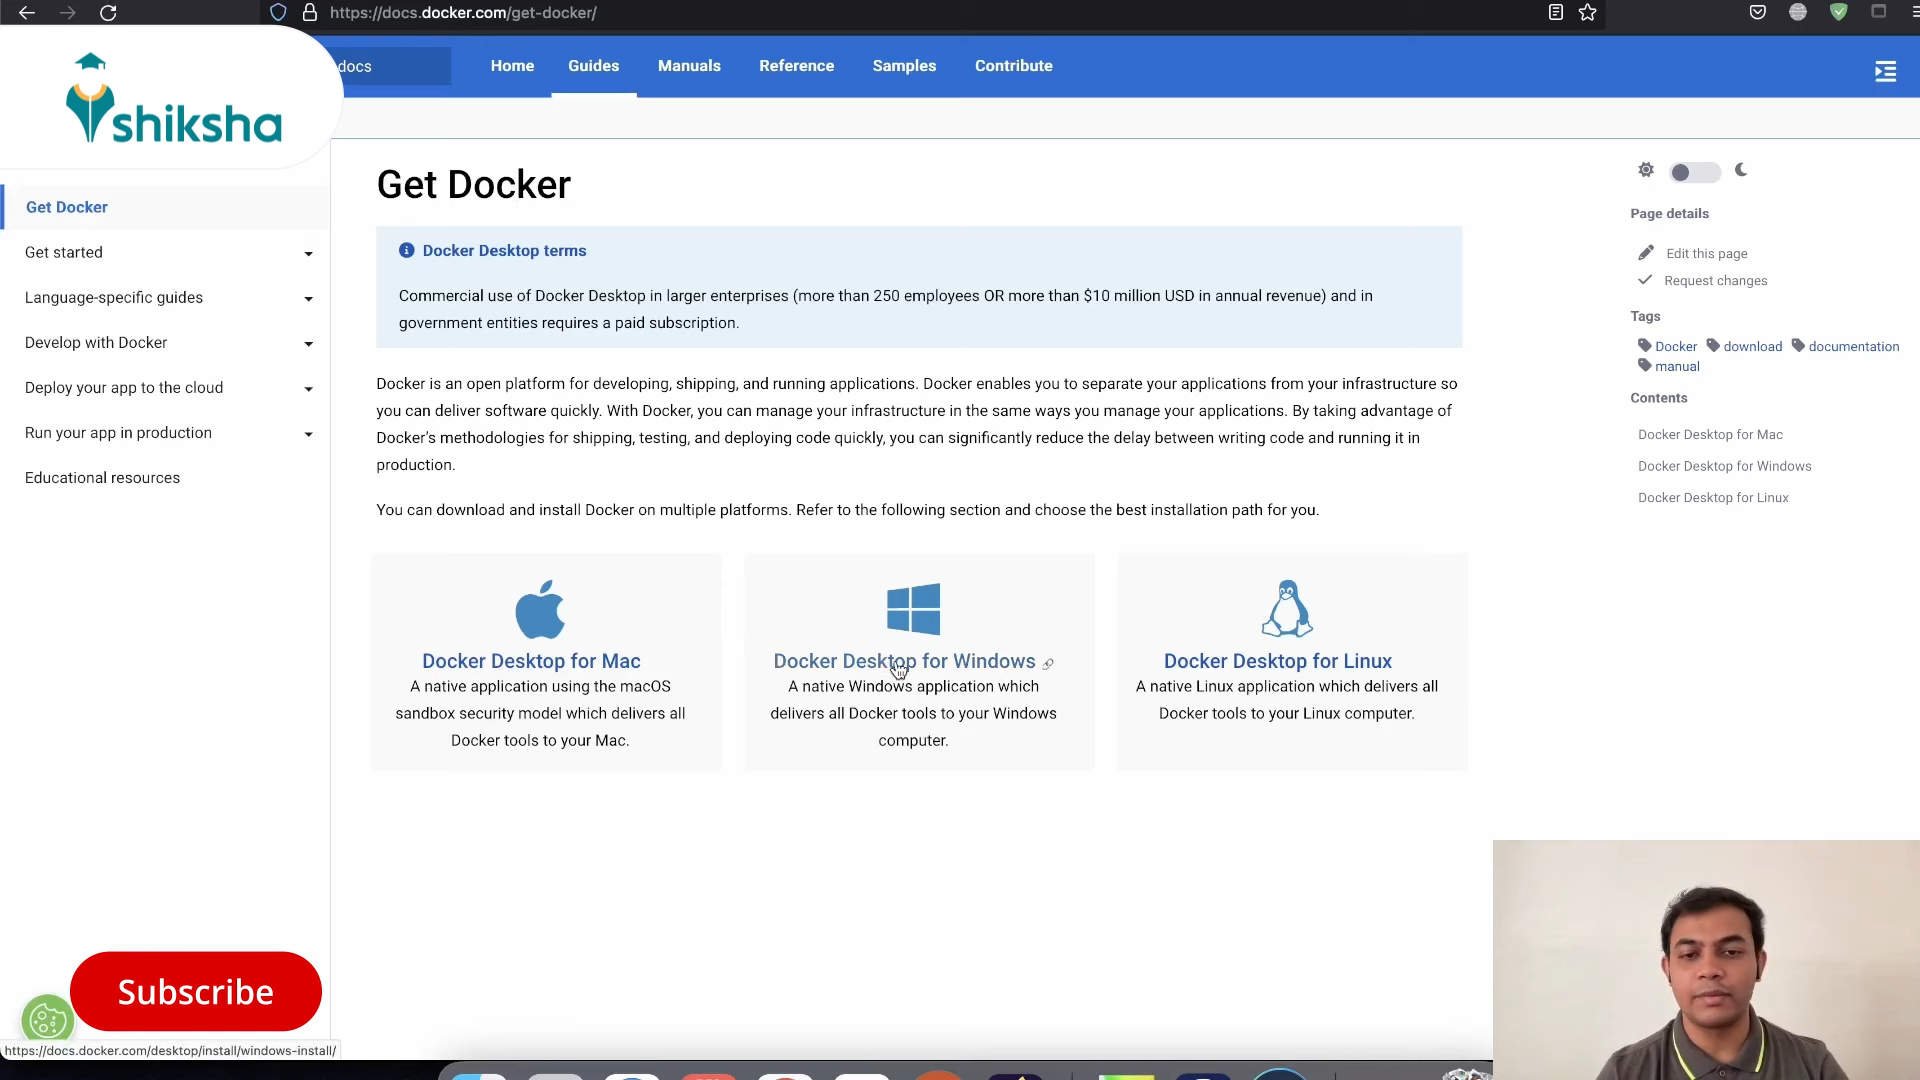 https://docs.docker.com/get-docker/
shiksha
docs
Home
Guides
Manuals
Reference
Samples
Contribute
Get Docker
Get started
Language-specific guides
Develop with Docker
Deploy your app to the cloud
Run your app in production
Educational resources
Get Docker
Docker Desktop terms
Commercial use of Docker Desktop in larger enterprises (more than 250 employees OR more than $10 million USD in annual revenue) and in
government entities requires a paid subscription.
Docker is an open platform for developing, shipping, and running applications. Docker enables you to separate your applications from your infrastructure so
you can deliver software quickly. With Docker, you can manage your infrastructure in the same ways you manage your applications. By taking advantage of
Docker's methodologies for shipping, testing, and deploying code quickly, you can significantly reduce the delay between writing code and running it in
production.
You can download and install Docker on multiple platforms. Refer to the following section and choose the best installation path for you.
Docker Desktop for Mac
A native application using the macOS
sandbox security model which delivers all
Docker tools to your Mac.
Docker Desktop for Windows
A native Windows application which
delivers all Docker tools to your Windows
computer.
Docker Desktop for Linux
A native Linux application which delivers all
Docker tools to your Linux computer.
Page details
Edit this page
Request changes
Tags
Docker download documentation
manual
Contents
Docker Desktop for Mac
Docker Desktop for Windows
Docker Desktop for Linux
Subscribe
https://docs.docker.com/desktop/install/windows-install/